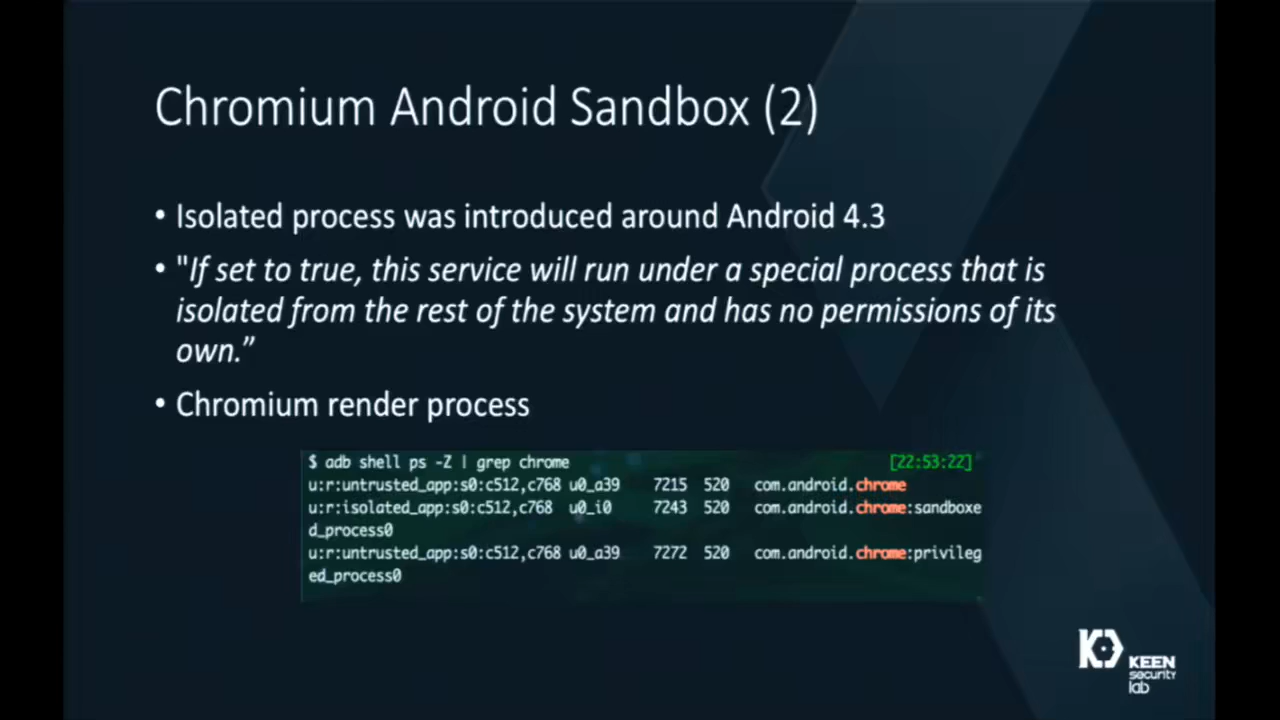 Chromium Android Sandbox (2)
• Isolated process was introduced around Android 4.3
• "If set to true, this service will run under a special process that is
isolated from the rest of the system and has no permissions of its
own.”
• Chromium render process
$ adb shell ps -Z | grep chrome [22:53:22]
u:r:untrusted_app:s0:c512,c768 u0_a39 7215 520 com.android.chrome
u:r:isolated_app:s0:c512,c768 u0_i0 7243 520 com.android.chrome:sandboxe
d_process0
u:r:untrusted_app:s0:c512,c768 u0_a39 7272 520 com.android.chrome:privileg
ed_process0
KEEN
security
lab